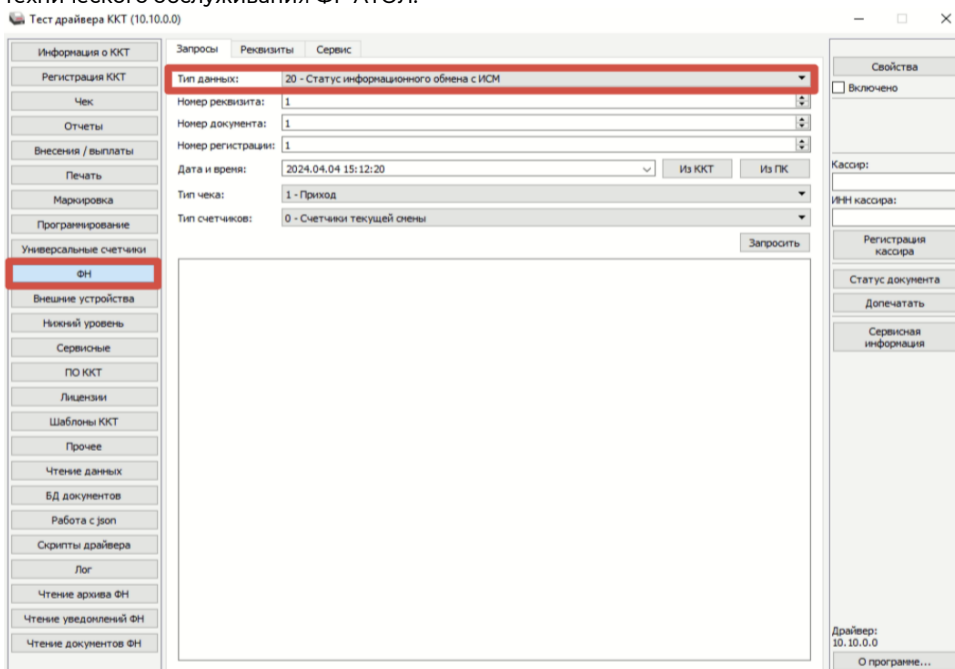 технического обслуживания ФР АТОЛ.
Тест драйвера ККТ (10.10.0.0)
Информация о ККТ
Регистрация ККТ
Чек
Отчеты
Внесения / выплаты
Печать
Маркировка
Программирование
Универсальные счетчики
ФН
Внешние устройства
Нижний уровень
Сервисные
ПО ККТ
Лицензии
Шаблоны ККТ
Прочее
Чтение данных
БД документов
Работа с json
Скрипты драйвера
Лог
Чтение архива ФН
Чтение уведомлений ФН
Чтение документов ФН
Запросы Реквизиты Сервис
Тип данных: 20 - Статус информационного обмена с ИСМ
Номер реквизита: 1
Номер документа: 1
Номер регистрации: 1
Дата и время: 2024.04.04 15:12:20 Из ККТ Из ПК
Тип чека: 1 - Приход
Тип счетчиков: 0 - Счетчики текущей смены
Запросить
Свойства
Включено
Кассир:
ИНН кассира:
Регистрация
кассира
Статус документа
Допечатать
Сервисная
информация
Драйвер:
10.10.0.0
О программе...